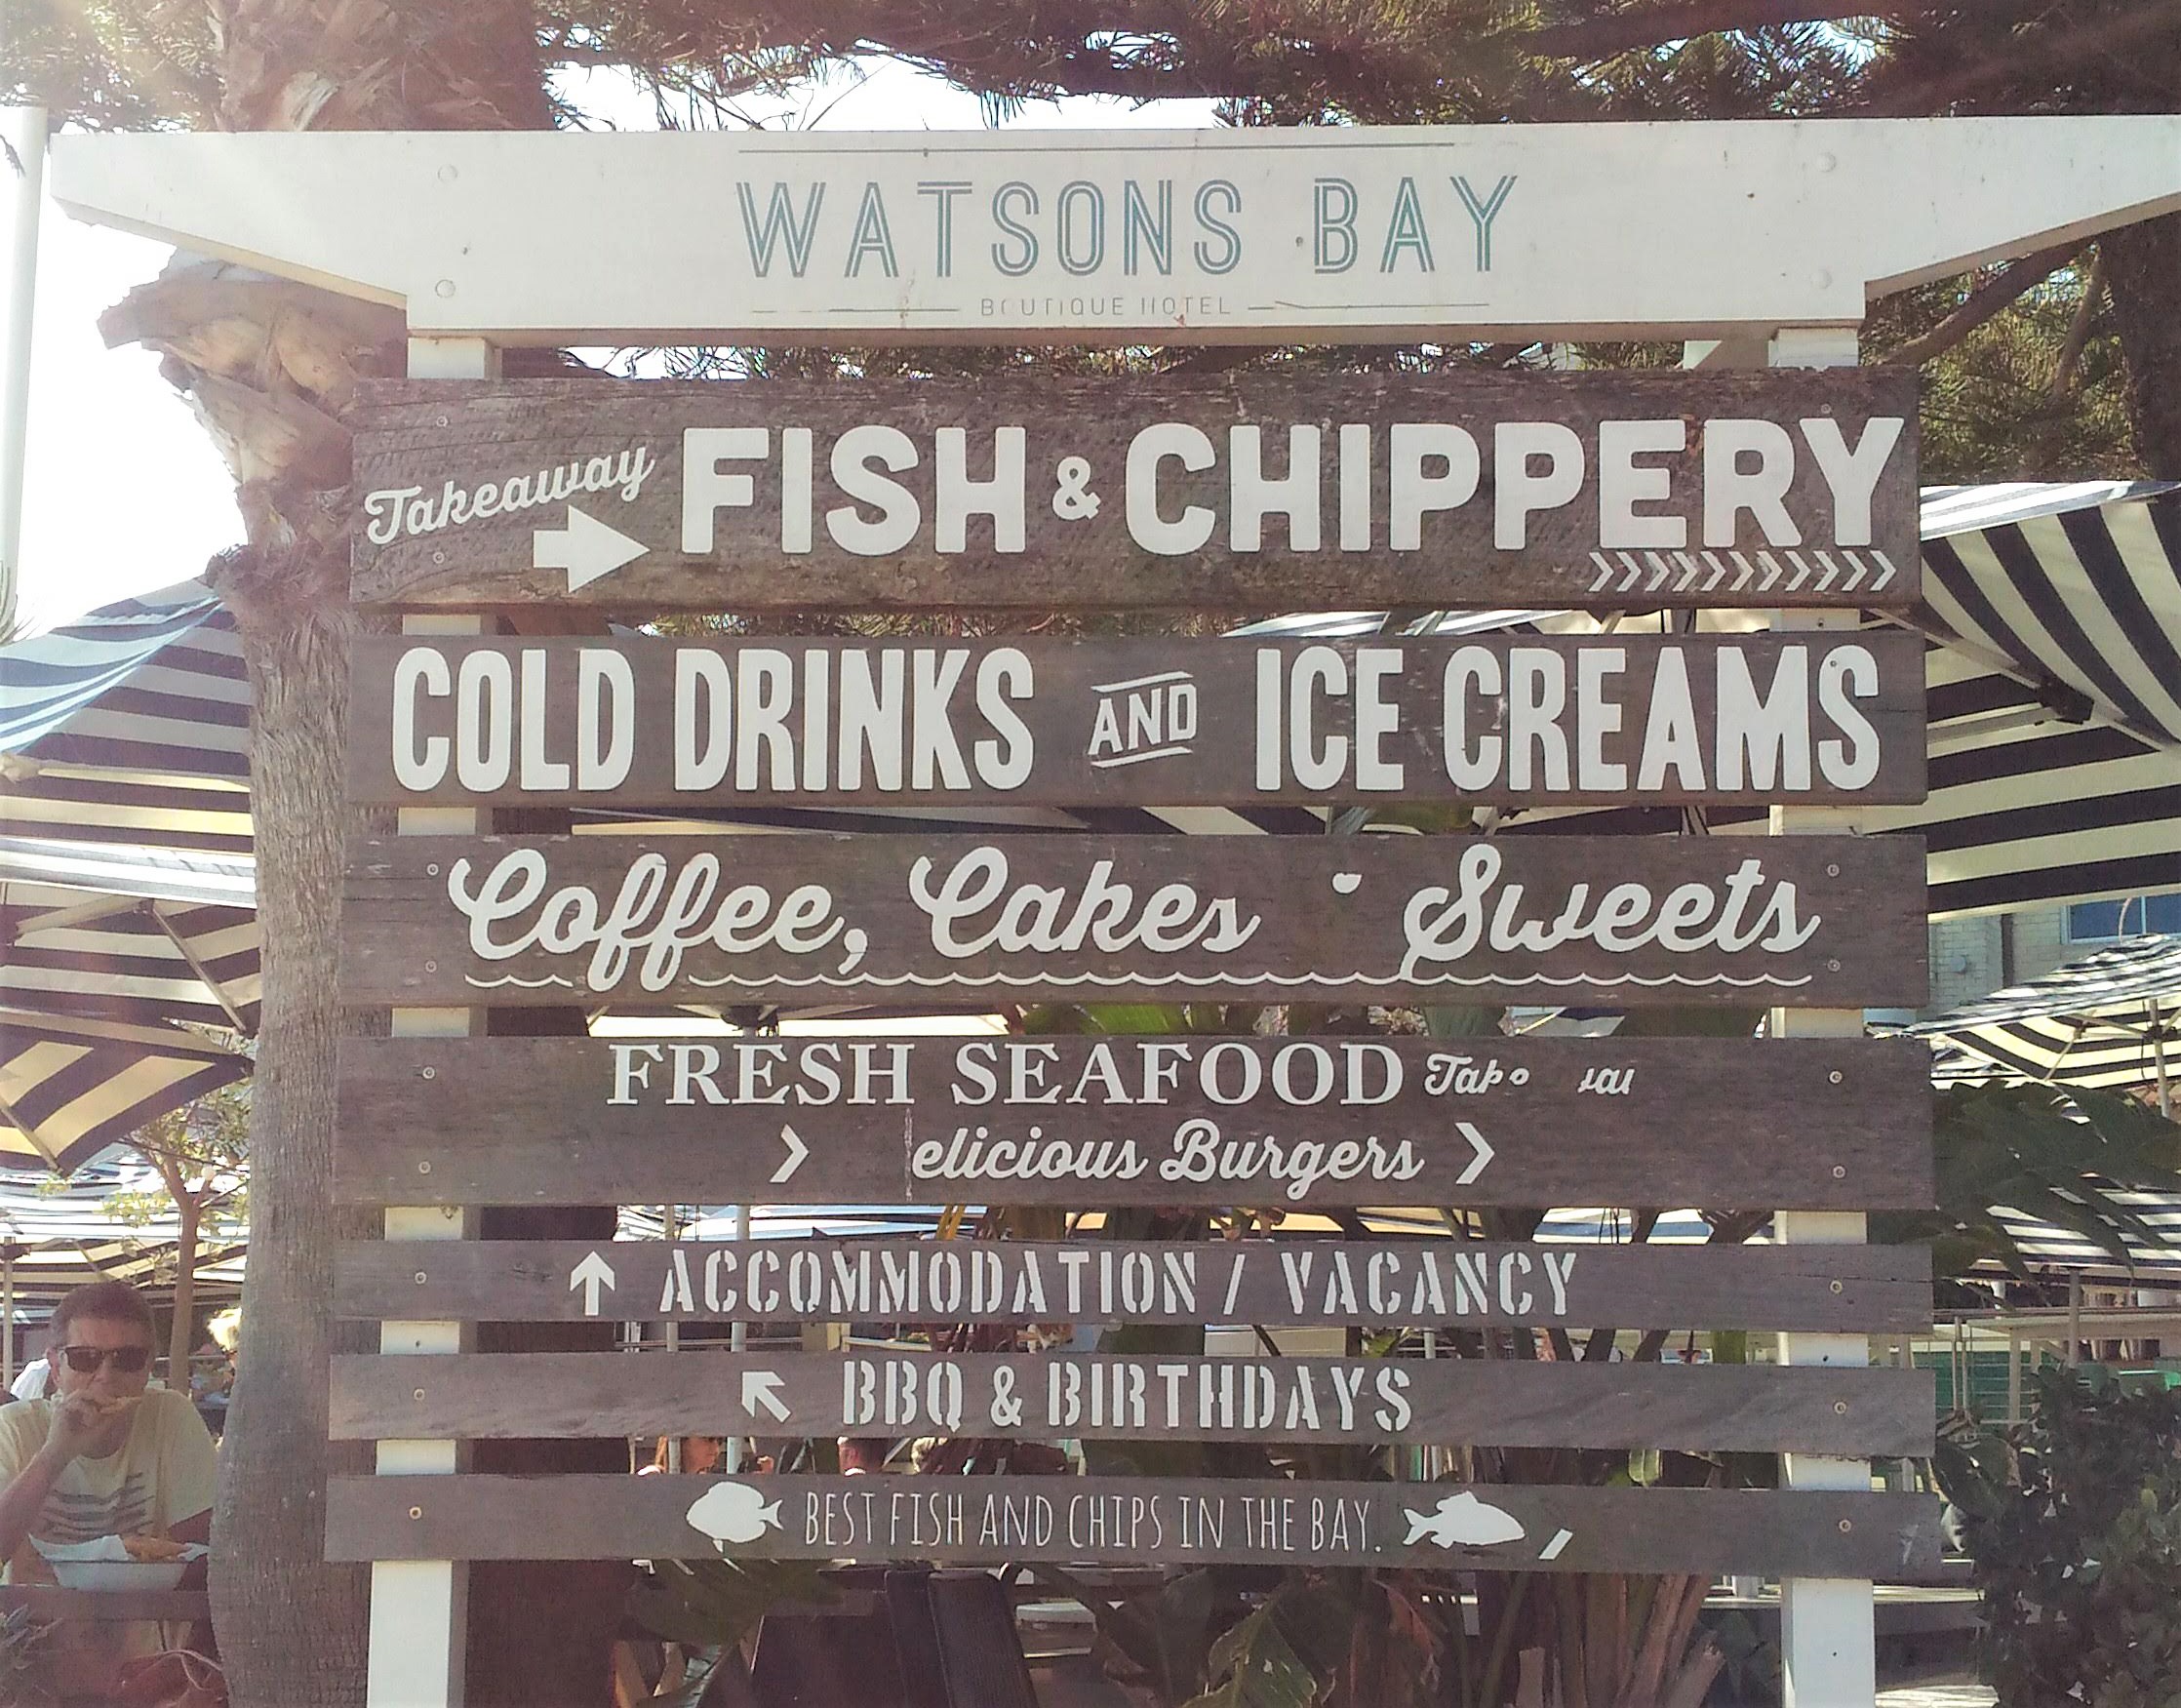 WATSONS BAY
BOUTIQUE HOTEL
Takeaway FISH & CHIPPERY
COLD DRINKS AND ICE CREAMS
Coffee, Cakes Sweets
FRESH SEAFOOD
elicious Burgers
ACCOMMODATION / VACANCY
BBQ & BIRTHDAYS
BEST FISH AND CHIPS IN THE BAY.